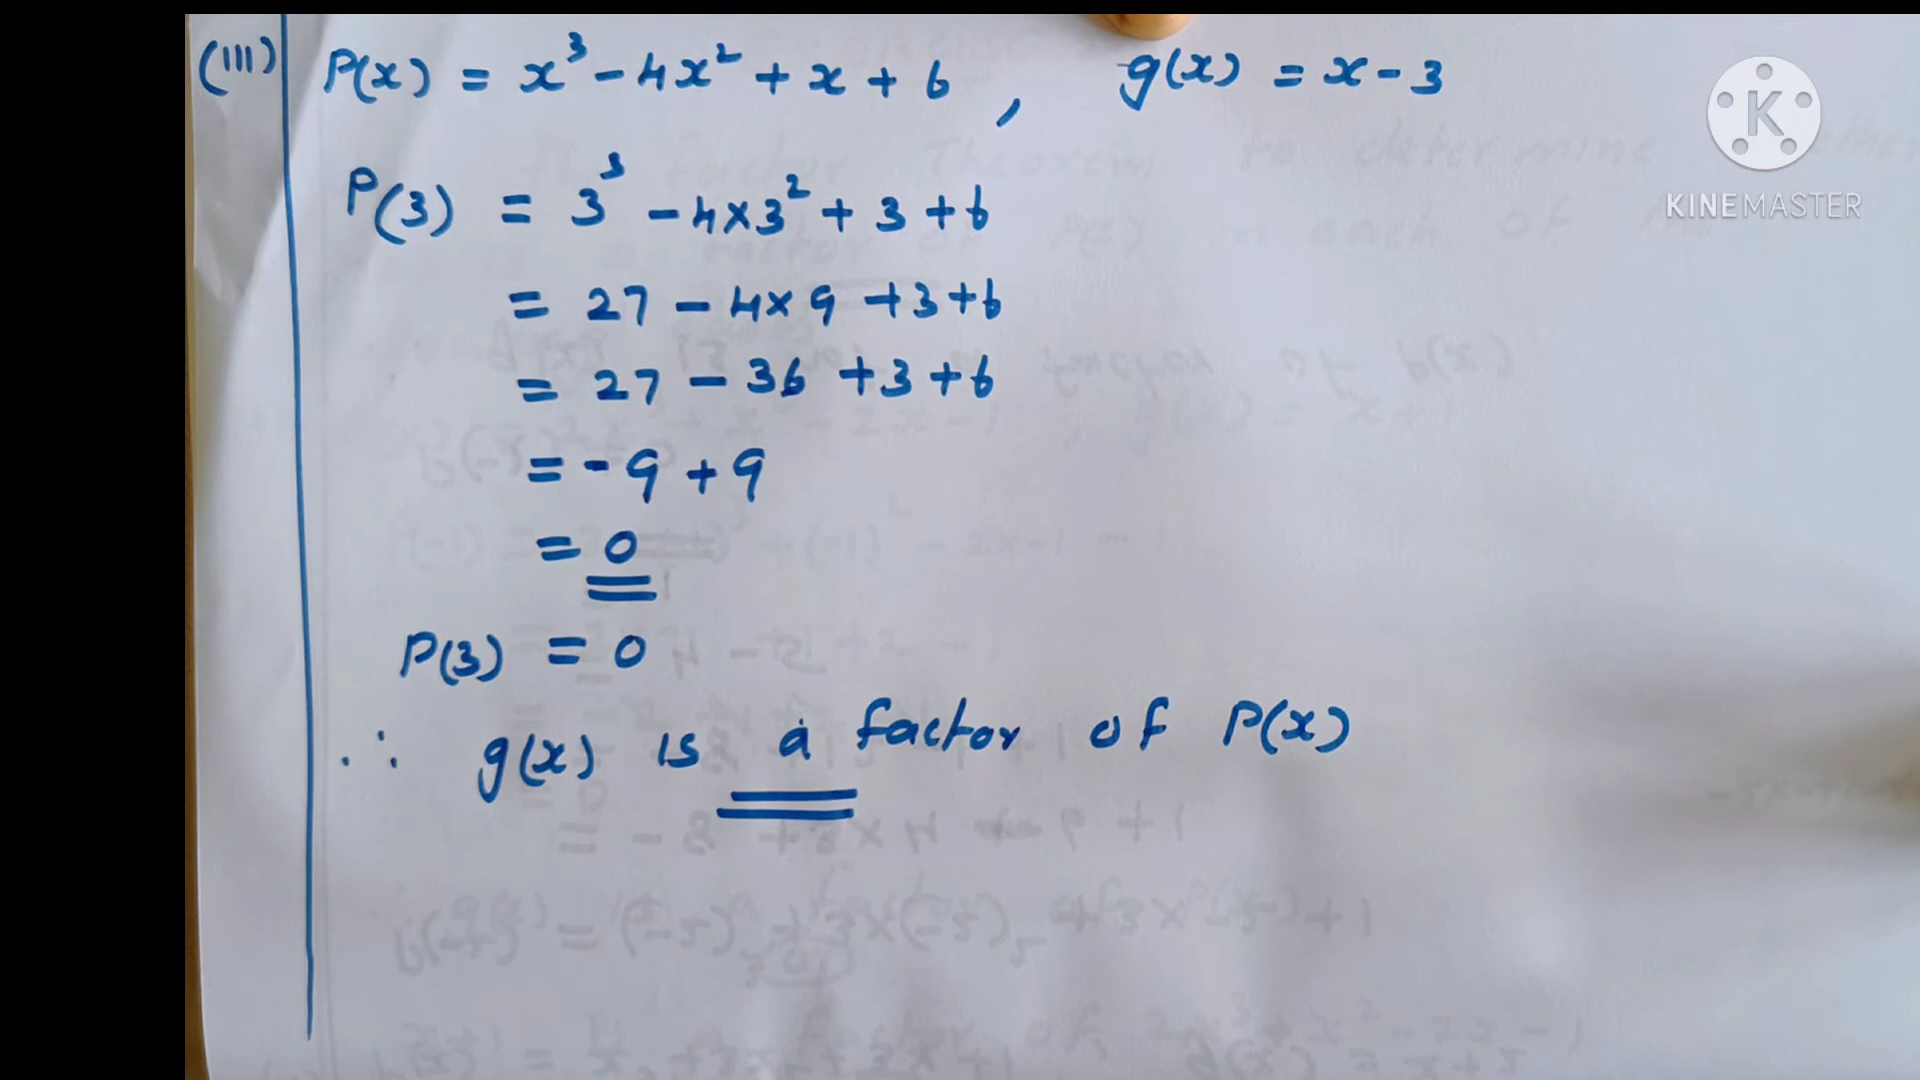 (III) P(x) = x³ - 4x² + x + 6 , g(x) = x - 3
P(3) = 3³ - 4×3² + 3 + 6
= 27 - 4×9 + 3 + 6
= 27 - 36 + 3 + 6
= -9 + 9
= 0
P(3) = 0
∴ g(x) is a factor of P(x)
K
KINEMASTER